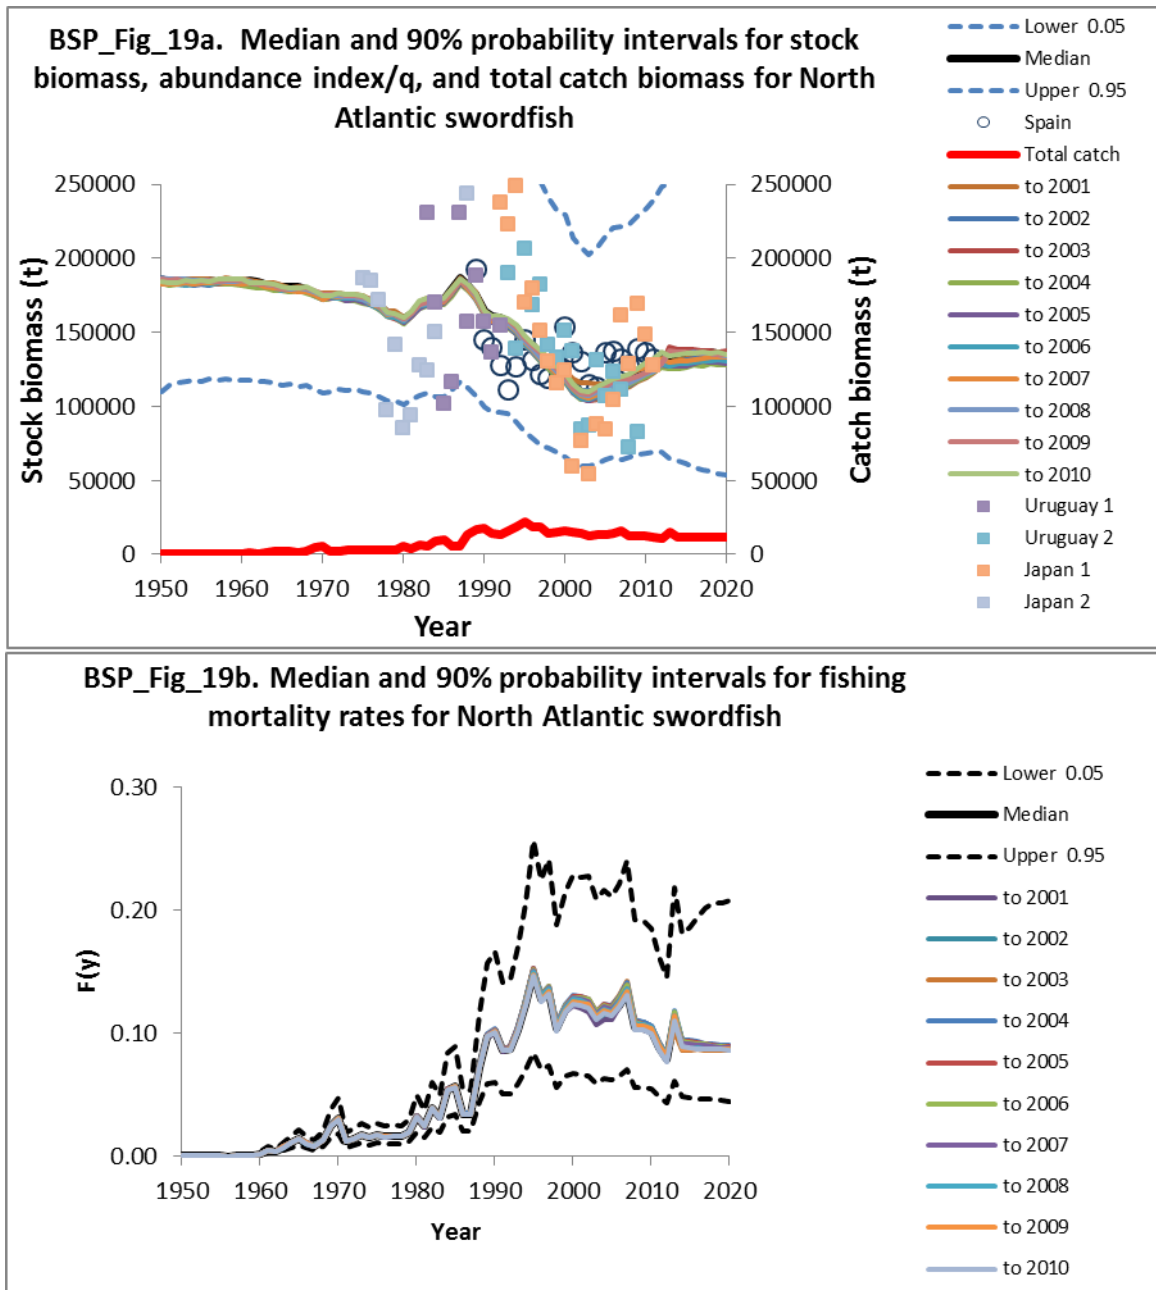 BSP_Fig_19a.  Median and 90% probability intervals for stock
biomass, abundance index/q, and total catch biomass for North
Atlantic swordfish
Lower 0.05
Median
Upper 0.95
Spain
Total catch
to 2001
to 2002
to 2003
to 2004
to 2005
to 2006
to 2007
to 2008
to 2009
to 2010
Uruguay 1
Uruguay 2
Japan 1
Japan 2
Stock biomass (t)
250000
200000
150000
100000
50000
0
Catch biomass (t)
250000
200000
150000
100000
50000
0
1950 1960 1970 1980 1990 2000 2010 2020
Year
BSP_Fig_19b. Median and 90% probability intervals for fishing
mortality rates for North Atlantic swordfish
F(y)
0.30
0.20
0.10
0.00
1950 1960 1970 1980 1990 2000 2010 2020
Year
Lower 0.05
Median
Upper 0.95
to 2001
to 2002
to 2003
to 2004
to 2005
to 2006
to 2007
to 2008
to 2009
to 2010